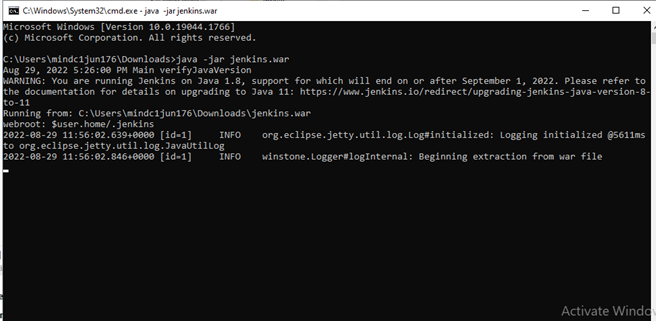 C:\Windows\System32\cmd.exe - java -jar jenkins.war
Microsoft Windows [Version 10.0.19044.1766]
(c) Microsoft Corporation. All rights reserved.
C:\Users\mindc1jun176\Downloads>java -jar jenkins.war
Aug 29, 2022 5:26:00 PM Main verifyJavaVersion
WARNING: You are running Jenkins on Java 1.8, support for which will end on or after September 1, 2022. Please refer to
the documentation for details on upgrading to Java 11: https://www.jenkins.io/redirect/upgrading-jenkins-java-version-8-
to-11
Running from: C:\Users\mindc1jun176\Downloads\jenkins.war
webroot: $user.home/.jenkins
2022-08-29 11:56:02.639+0000 [id=1] INFO org.eclipse.jetty.util.log.Log#initialized: Logging initialized @5611ms
to org.eclipse.jetty.util.log.JavaUtilLog
2022-08-29 11:56:02.846+0000 [id=1] INFO winstone.Logger#logInternal: Beginning extraction from war file
Activate Windo